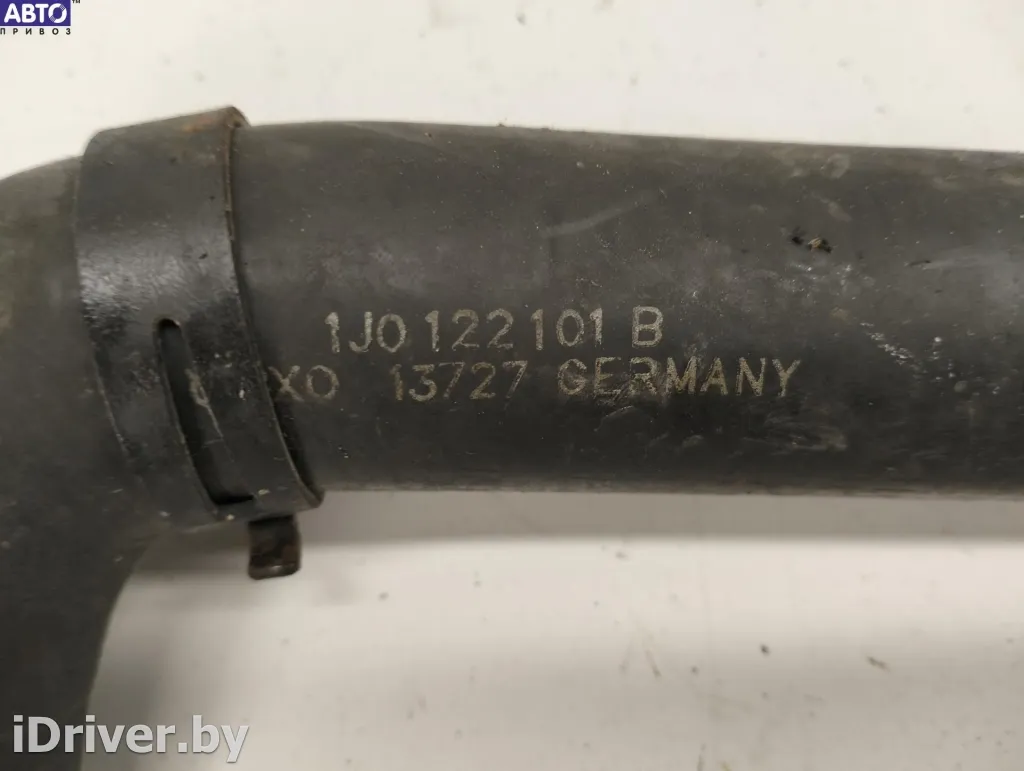 АВТО
ПРИВОЗ
1J0 122 101 B
XO 13727 GERMANY
iDriver.by